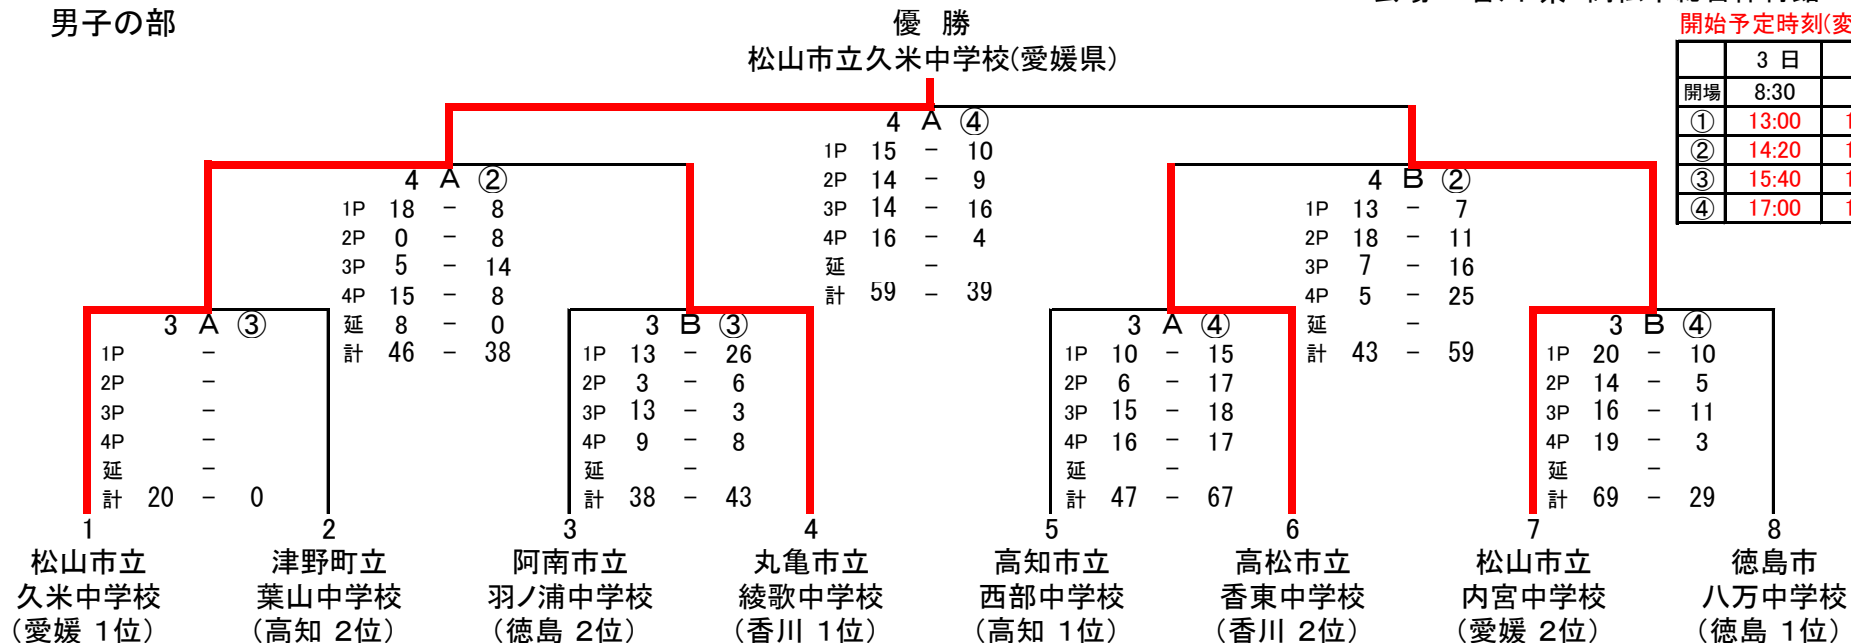 男子の部
優 勝
松山市立久米中学校(愛媛県)
開始予定時刻(変
3 日
開場 8:30
① 13:00 1
② 14:20 1
③ 15:40 1
④ 17:00 1
4 A ④
1P 15 - 10
2P 14 - 9
3P 14 - 16
4P 16 - 4
延 -
計 59 - 39
4 A ②
1P 18 - 8
2P 0 - 8
3P 5 - 14
4P 15 - 8
延 8 - 0
計 46 - 38
4 B ②
1P 13 - 7
2P 18 - 11
3P 7 - 16
4P 5 - 25
延 -
計 43 - 59
3 A ③
1P -
2P -
3P -
4P -
延 -
計 20 - 0
3 B ③
1P 13 - 26
2P 3 - 6
3P 13 - 3
4P 9 - 8
延 -
計 38 - 43
3 A ④
1P 10 - 15
2P 6 - 17
3P 15 - 18
4P 16 - 17
延 -
計 47 - 67
3 B ④
1P 20 - 10
2P 14 - 5
3P 16 - 11
4P 19 - 3
延 -
計 69 - 29
1 2 3 4 5 6 7 8
松山市立 津野町立 阿南市立 丸亀市立 高知市立 高松市立 松山市立 徳島市
久米中学校 葉山中学校 羽ノ浦中学校 綾歌中学校 西部中学校 香東中学校 内宮中学校 八万中学校
(愛媛 1位) (高知 2位) (徳島 2位) (香川 1位) (高知 1位) (香川 2位) (愛媛 2位) (徳島 1位)